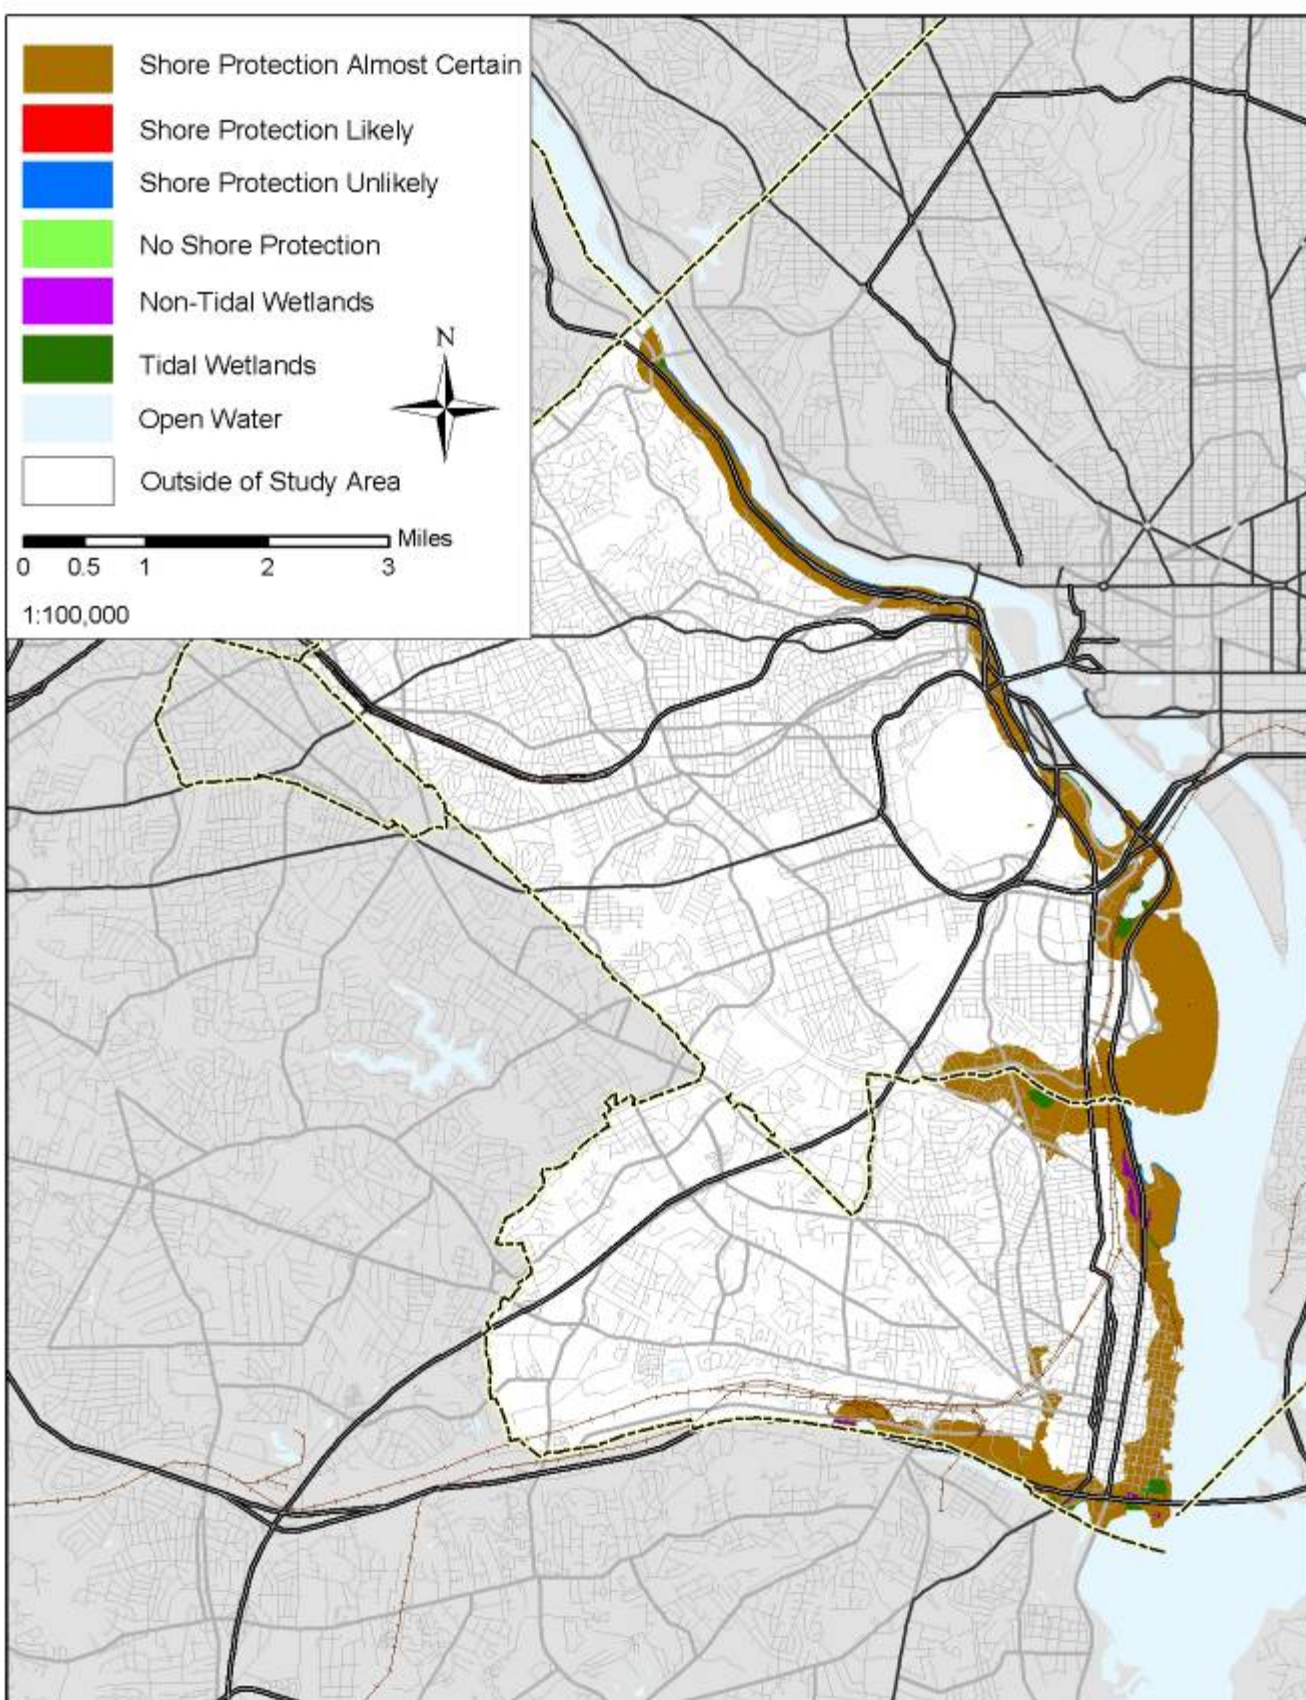 Shore Protection Almost Certain
Shore Protection Likely
Shore Protection Unlikely
No Shore Protection
Non-Tidal Wetlands
N
Tidal Wetlands
Open Water
Outside of Study Area
Miles
0 0.5 1 2 3
1:100,000